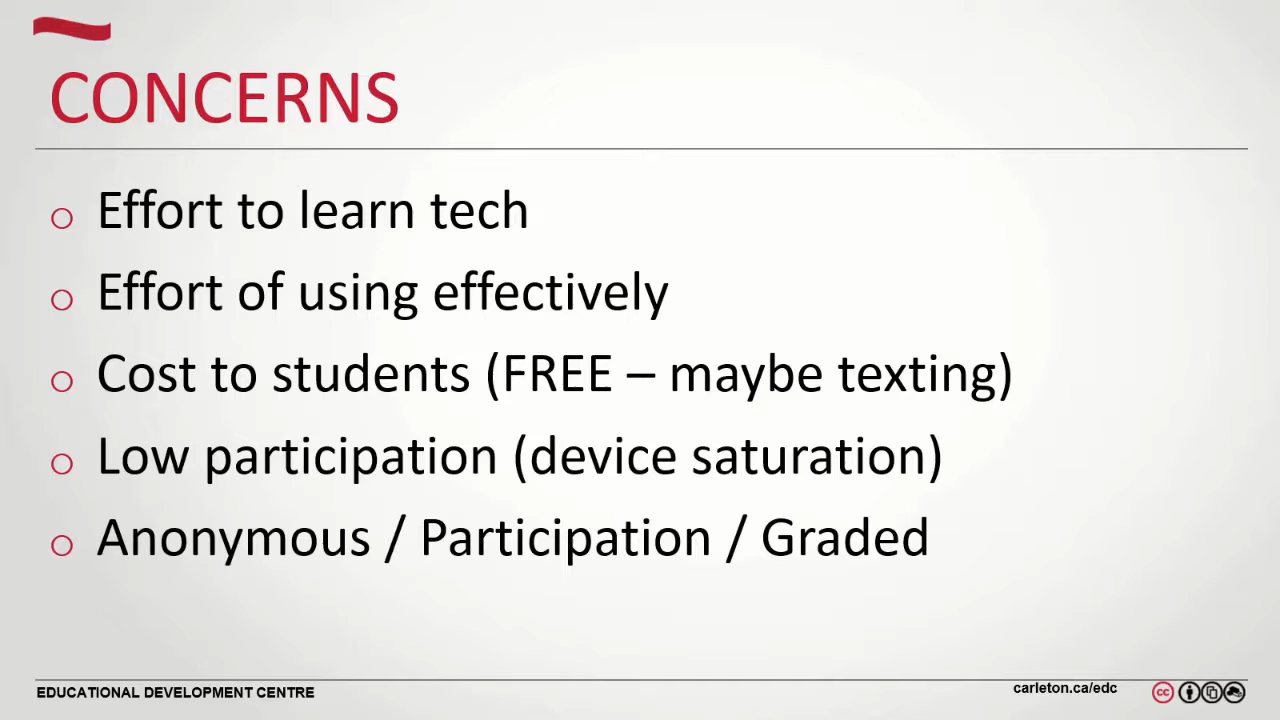 CONCERNS
o Effort to learn tech
o Effort of using effectively
o Cost to students (FREE – maybe texting)
o Low participation (device saturation)
o Anonymous / Participation / Graded
EDUCATIONAL DEVELOPMENT CENTRE
carleton.ca/edc
cc